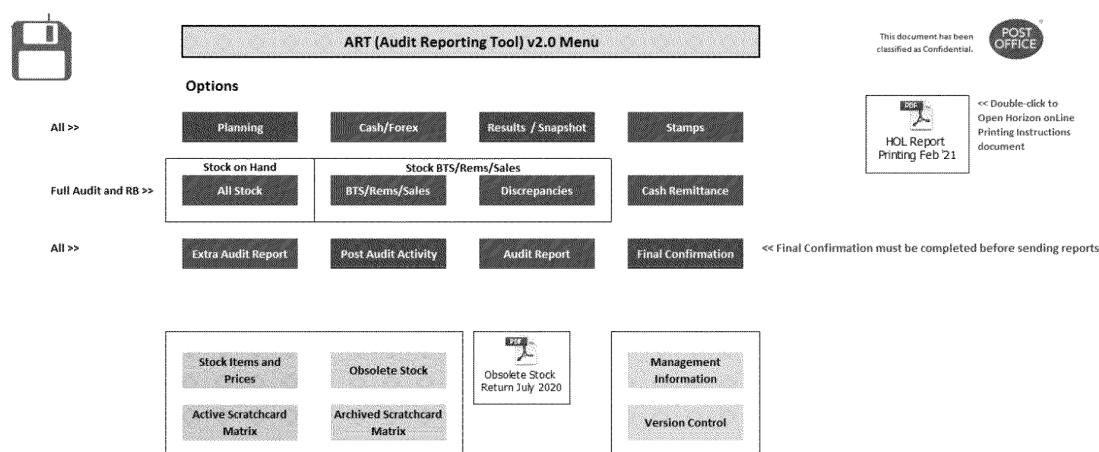 ART (Audit Reporting Tool) v2.0 Menu
This document has been
classified as Confidential.
POST
OFFICE
Options
All >>
Planning
Cash/Forex
Results / Snapshot
Stamps
PDF
HOL Report
Printing Feb '21
<< Double-click to
Open Horizon onLine
Printing Instructions
document
Stock on Hand
Stock BTS/Rems/Sales
Full Audit and RB >>
All Stock
BTS/Rems/Sales
Discrepancies
Cash Remittance
All >>
Extra Audit Report
Post Audit Activity
Audit Report
Final Confirmation
<< Final Confirmation must be completed before sending reports
Stock Items and
Prices
Obsolete Stock
PDF
Obsolete Stock
Return July 2020
Management
Information
Active Scratchcard
Matrix
Archived Scratchcard
Matrix
Version Control